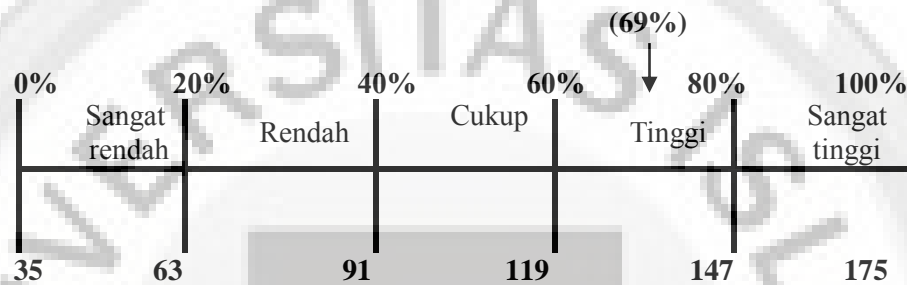 (69%)
0% 20% 40% 60% 80% 100%
Sangat rendah
Rendah
Cukup
Tinggi
Sangat tinggi
35 63 91 119 147 175